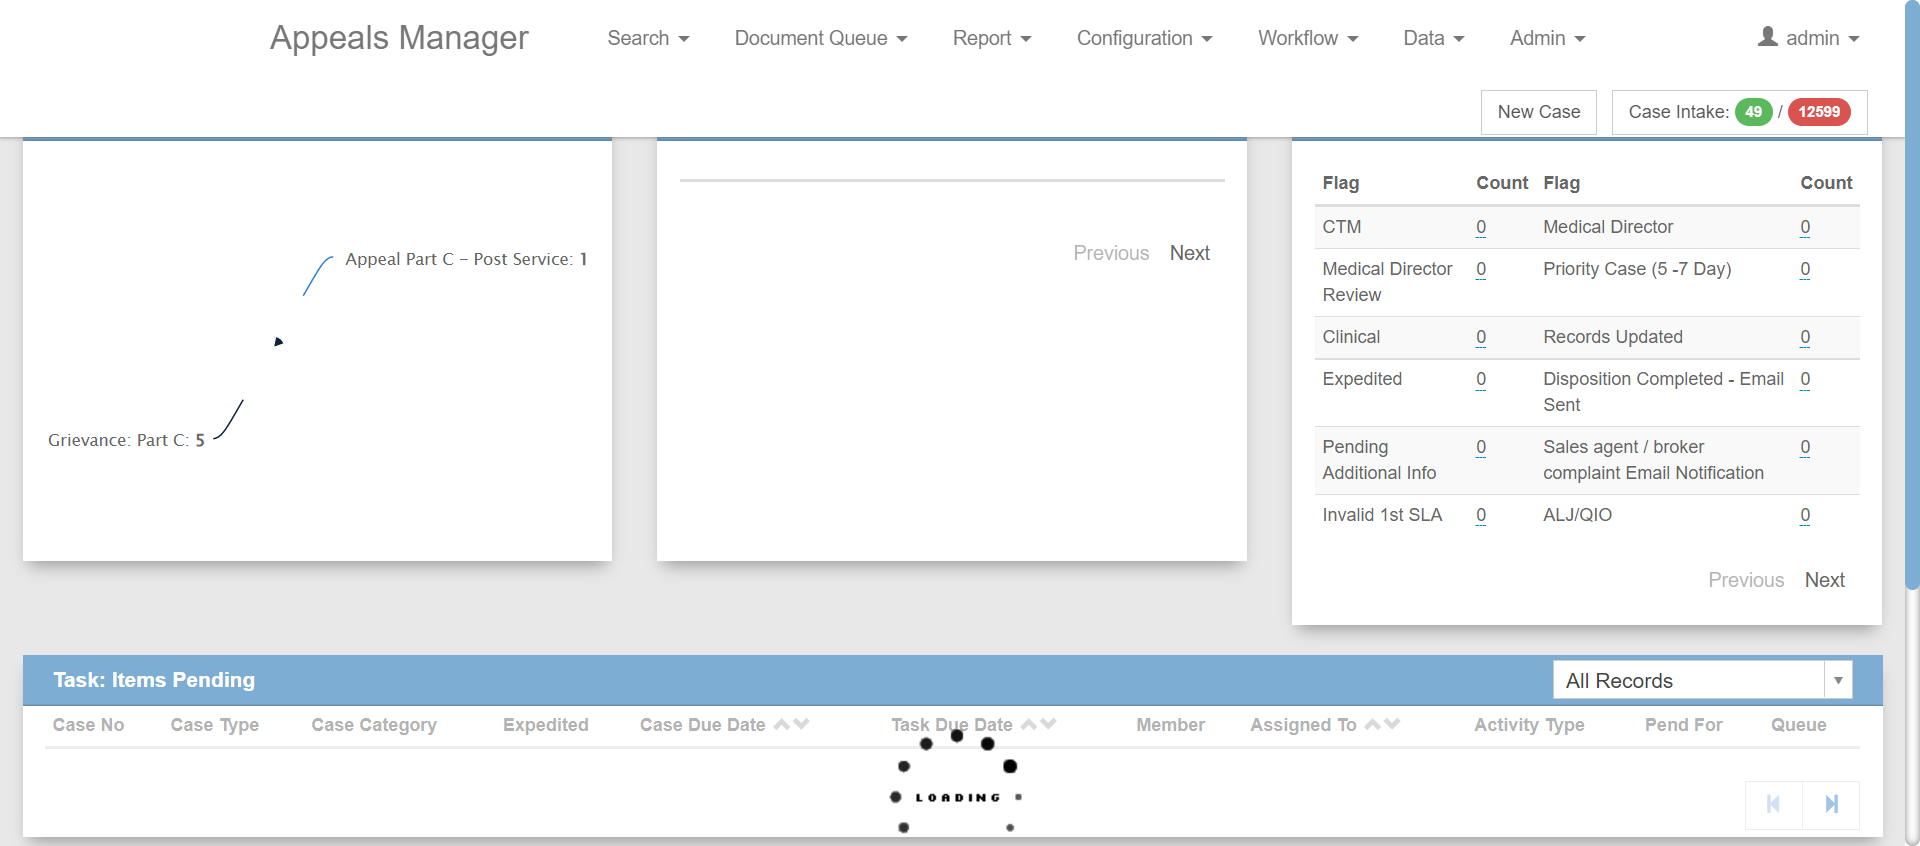 Appeals Manager Search Document Queue Report Configuration Workflow Data Admin admin
New Case Case Intake: 49 / 12599
Appeal Part C - Post Service: 1
Grievance: Part C: 5
Previous Next
Flag Count Flag Count
CTM 0 Medical Director 0
Medical Director Review 0 Priority Case (5 -7 Day) 0
Clinical 0 Records Updated 0
Expedited 0 Disposition Completed - Email Sent 0
Pending Additional Info 0 Sales agent / broker complaint Email Notification 0
Invalid 1st SLA 0 ALJ/QIO 0
Previous Next
Task: Items Pending All Records
Case No Case Type Case Category Expedited Case Due Date Task Due Date Member Assigned To Activity Type Pend For Queue
LOADING